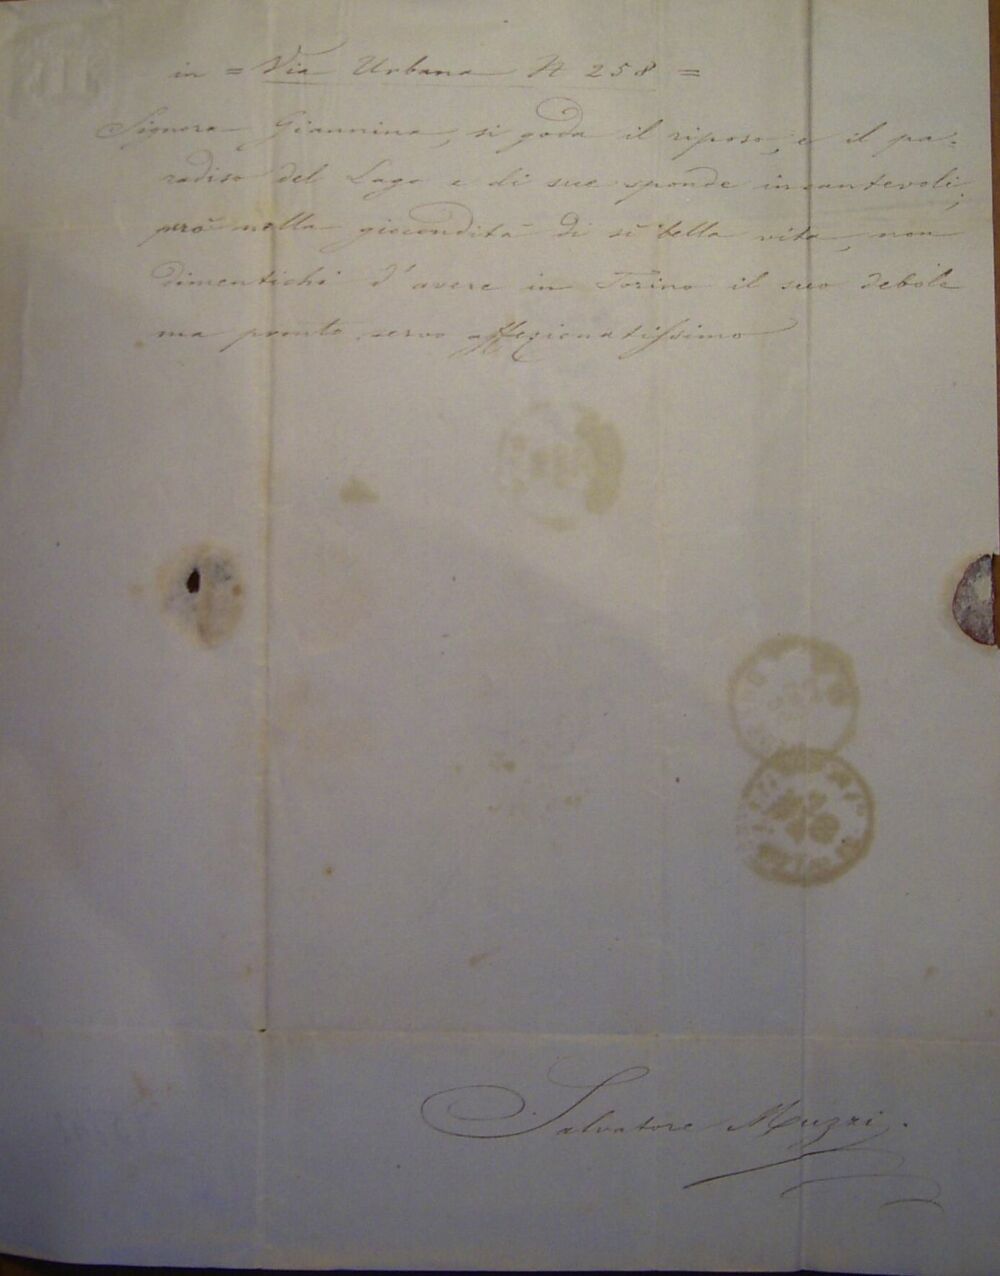 in = Via Urbana N 258 =
Signora Giannina, si goda il riposo, e il pa=
radiso del Lago e di sue sponde incantevoli;
però nella giocondità di sì bella vita, non
dimentichi d'avere in Torino il suo debole
ma pronto servo affezionatissimo
Salvatore Muzzi.